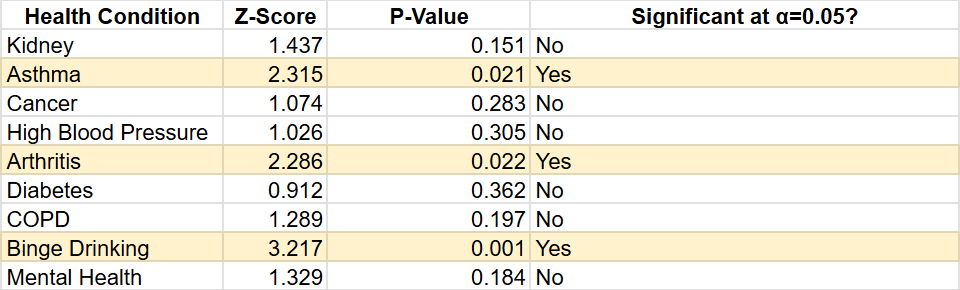 Health Condition Z-Score P-Value Significant at α=0.05?
Kidney 1.437 0.151 No
Asthma 2.315 0.021 Yes
Cancer 1.074 0.283 No
High Blood Pressure 1.026 0.305 No
Arthritis 2.286 0.022 Yes
Diabetes 0.912 0.362 No
COPD 1.289 0.197 No
Binge Drinking 3.217 0.001 Yes
Mental Health 1.329 0.184 No